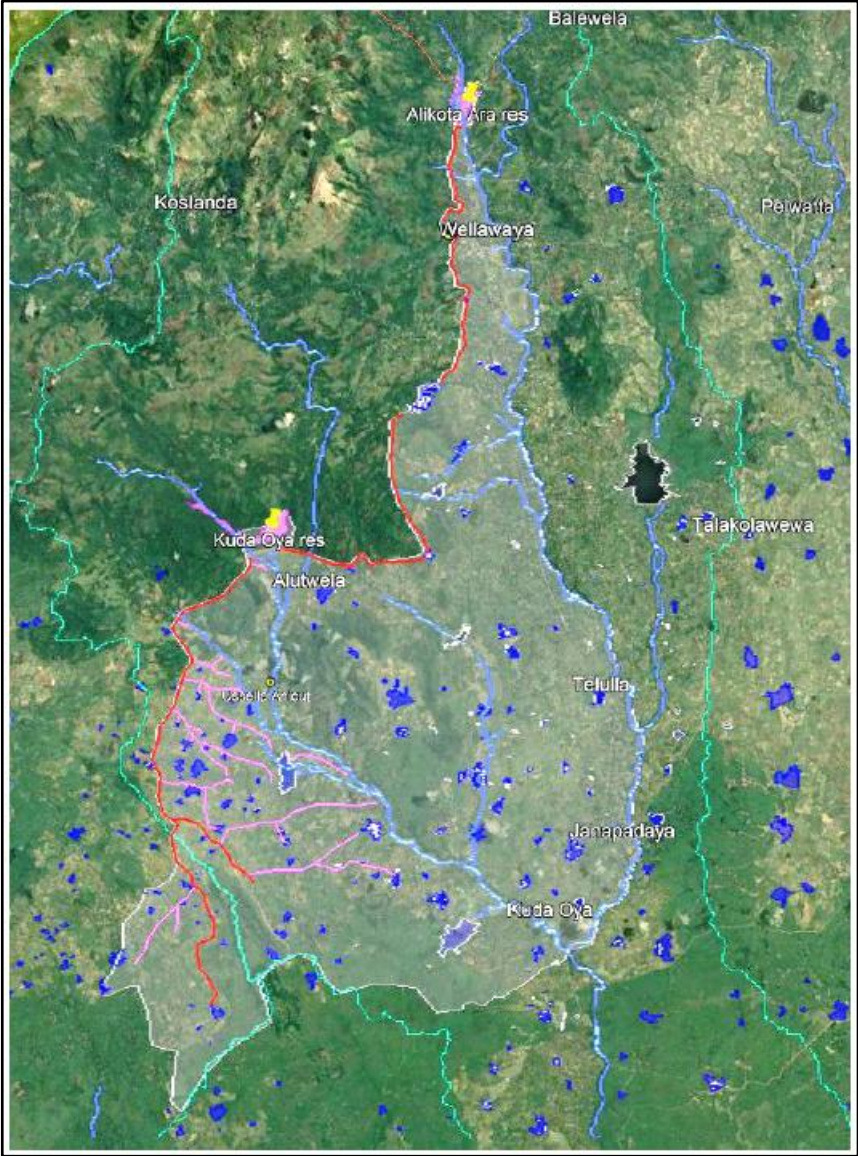 Balewela
Alikota Ara res
Koslanda
Pelwatta
Wellawaya
Talakolawewa
Kuda Oya res
Alutwela
Telulla
Janapadaya
Kuda Oya